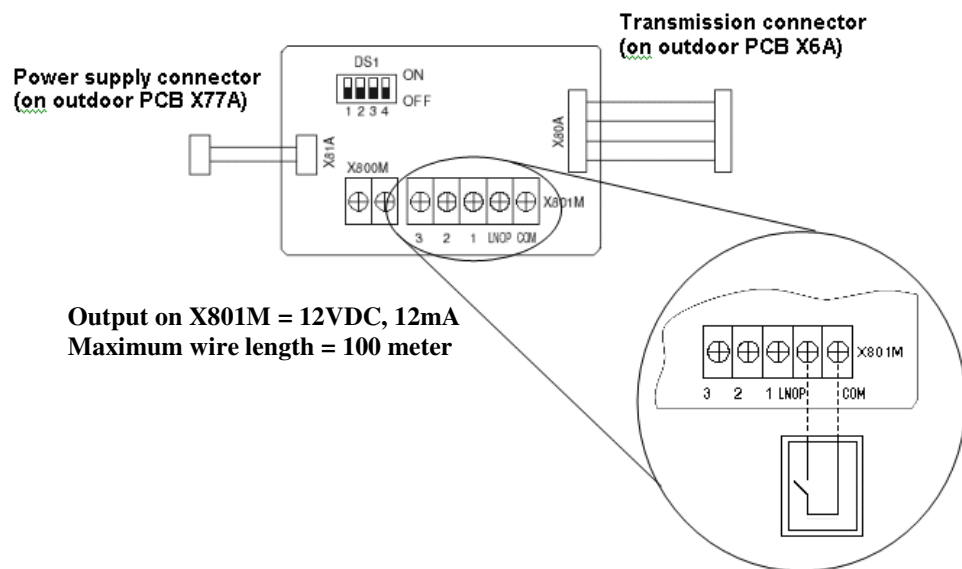 Transmission connector
(on outdoor PCB X6A)
Power supply connector
(on outdoor PCB X77A)
DS1
ON
OFF
1 2 3 4
X81A
X80A
X800M
X801M
3 2 1 LNOP COM
Output on X801M = 12VDC, 12mA
Maximum wire length = 100 meter
X801M
3 2 1 LNOP COM